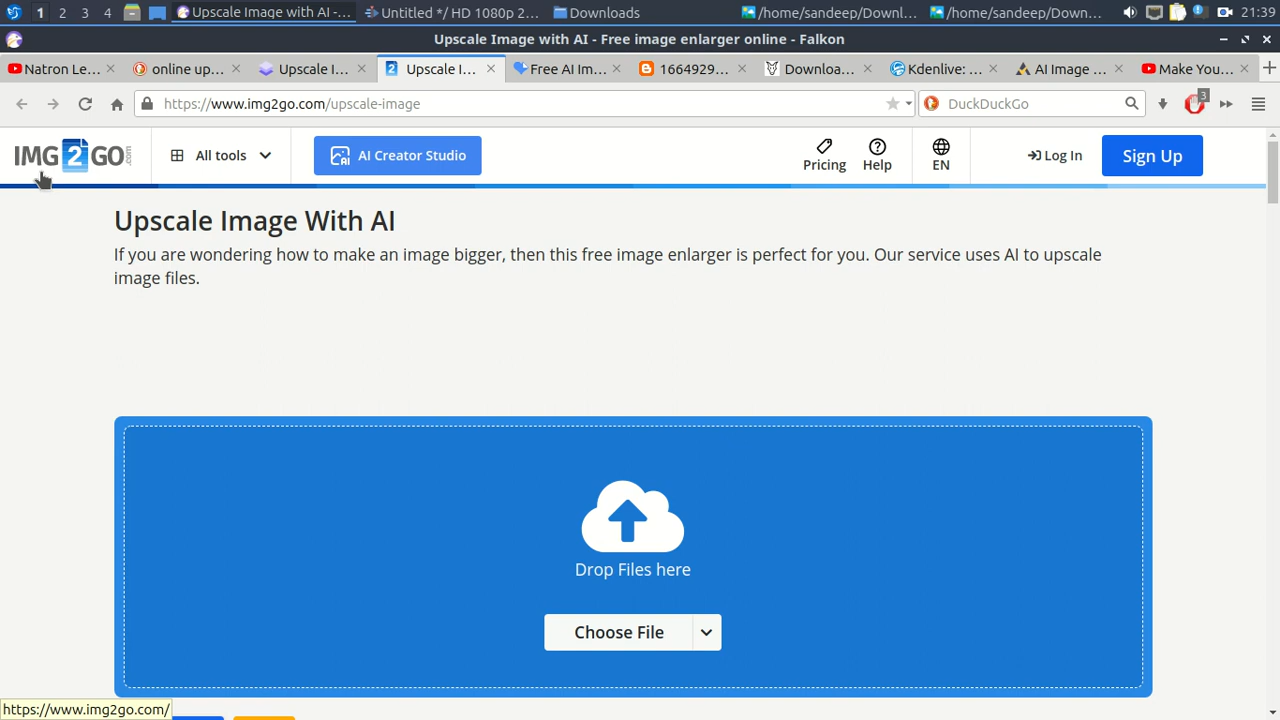 1 2 3 4 Upscale Image with AI -... Untitled */ HD 1080p 2... Downloads /home/sandeep/Downl... /home/sandeep/Down... 21:39
Upscale Image with AI - Free image enlarger online - Falkon
Natron Le... online up... Upscale I... Upscale I... Free AI Im... 1664929... Downloa... Kdenlive: ... AI Image ... Make You...
https://www.img2go.com/upscale-image DuckDuckGo 3
IMG2GO.com All tools AI Creator Studio Pricing Help EN Log In Sign Up
Upscale Image With AI
If you are wondering how to make an image bigger, then this free image enlarger is perfect for you. Our service uses AI to upscale
image files.
Drop Files here
Choose File
https://www.img2go.com/